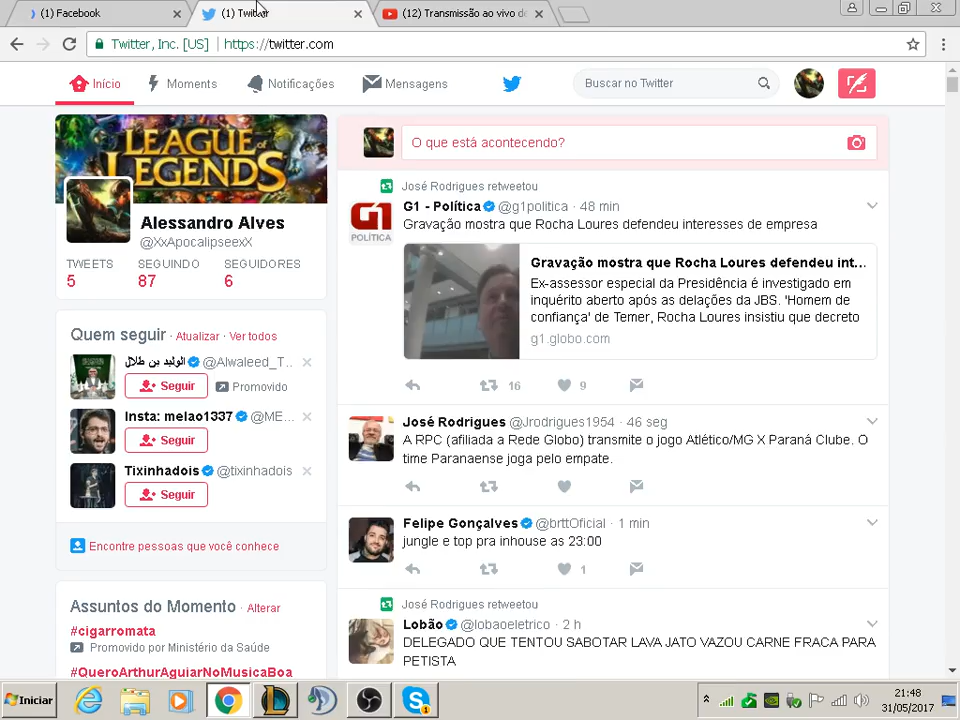 (1) Facebook
(1) Twitter
(12) Transmissão ao vivo d
Twitter, Inc. [US]
https://twitter.com
Início
Moments
Notificações
Mensagens
Buscar no Twitter
LEAGUE of LEGENDS
Alessandro Alves
@XxApocalipseexX
TWEETS SEGUINDO SEGUIDORES
5 87 6
Quem seguir · Atualizar · Ver todos
الوليد بن طلال @Alwaleed_T...
Seguir Promovido
Insta: melao1337 @ME...
Seguir
Tixinhadois @tixinhadois
Seguir
Encontre pessoas que você conhece
Assuntos do Momento · Alterar
#cigarromata
Promovido por Ministério da Saúde
#QueroArthurAguiarNoMusicaBoa
O que está acontecendo?
José Rodrigues retweetou
G1
POLÍTICA
G1 - Política @g1politica · 48 min
Gravação mostra que Rocha Loures defendeu interesses de empresa
Gravação mostra que Rocha Loures defendeu int...
Ex-assessor especial da Presidência é investigado em
inquérito aberto após as delações da JBS. 'Homem de
confiança' de Temer, Rocha Loures insistiu que decreto
g1.globo.com
16 9
José Rodrigues @Jrodrigues1954 · 46 seg
A RPC (afiliada a Rede Globo) transmite o jogo Atlético/MG X Paraná Clube. O
time Paranaense joga pelo empate.
Felipe Gonçalves @brttOficial · 1 min
jungle e top pra inhouse as 23:00
1
José Rodrigues retweetou
Lobão @lobaoeletrico · 2 h
DELEGADO QUE TENTOU SABOTAR LAVA JATO VAZOU CARNE FRACA PARA
PETISTA
Iniciar
1
21:48
31/05/2017